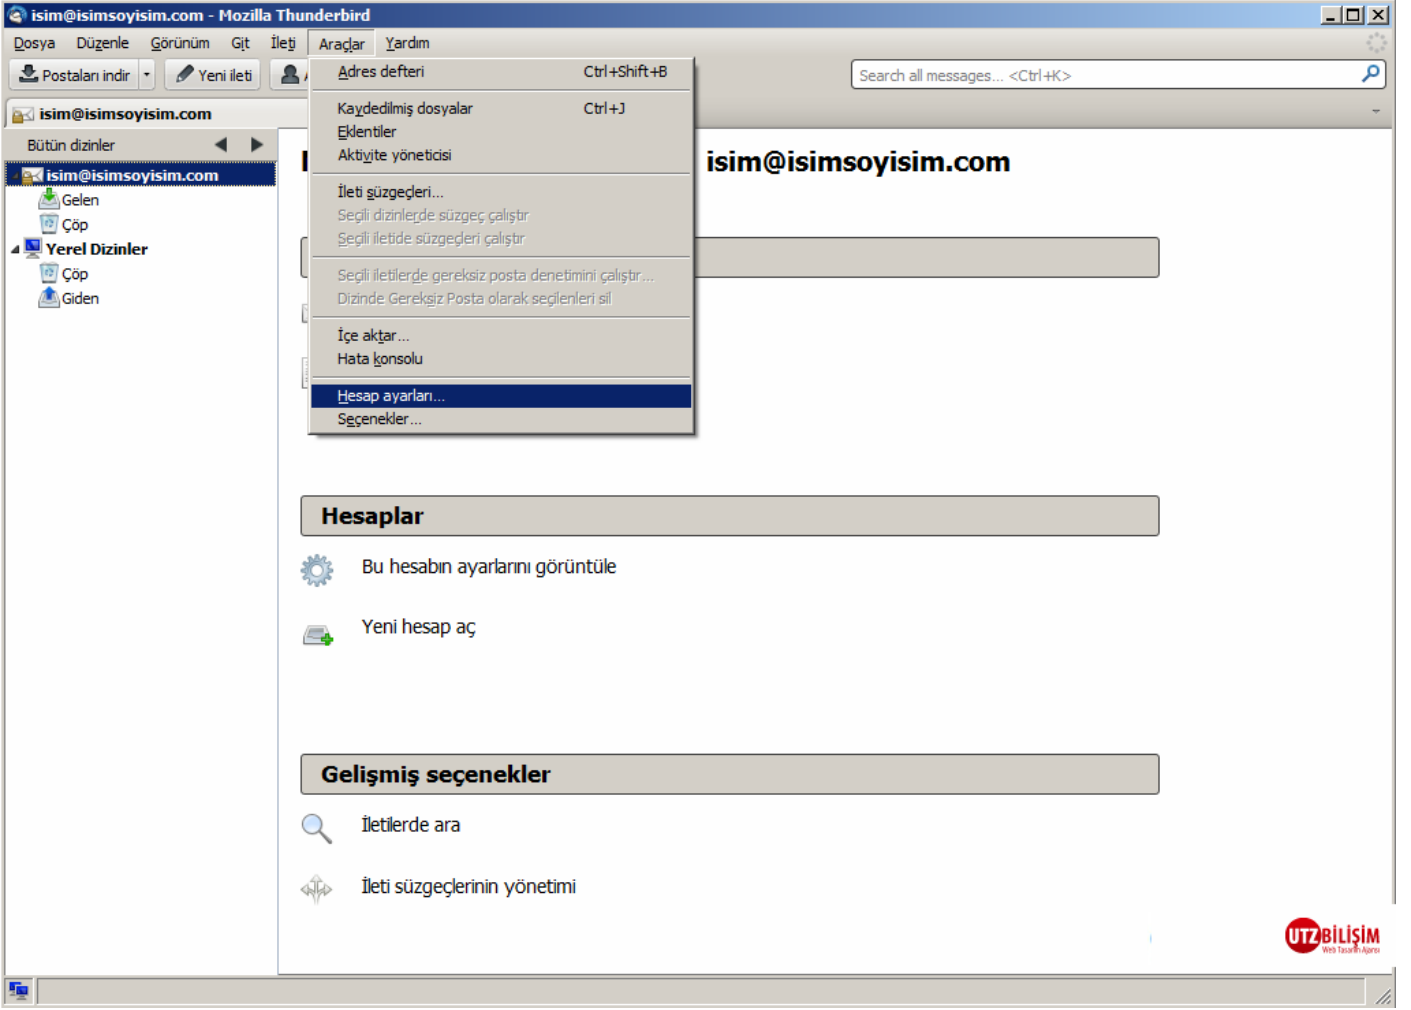 isim@isimsoyisim.com - Mozilla Thunderbird
Dosya Düzenle Görünüm Git İleti Araçlar Yardım
Postaları indir Yeni ileti A
Search all messages... <Ctrl+K>
isim@isimsoyisim.com
Bütün dizinler
isim@isimsoyisim.com
Gelen
Çöp
Yerel Dizinler
Çöp
Giden
Adres defteri Ctrl+Shift+B
Kaydedilmiş dosyalar Ctrl+J
Eklentiler
Aktivite yöneticisi
İleti süzgeçleri...
Seçili dizinlerde süzgeç çalıştır
Seçili iletide süzgeçleri çalıştır
Seçili iletilerde gereksiz posta denetimini çalıştır...
Dizinde Gereksiz Posta olarak seçilenleri sil
İçe aktar...
Hata konsolu
Hesap ayarları...
Seçenekler...
isim@isimsoyisim.com
Hesaplar
Bu hesabın ayarlarını görüntüle
Yeni hesap aç
Gelişmiş seçenekler
İletilerde ara
İleti süzgeçlerinin yönetimi
UTZBİLİŞİM
Web Tasarım Ajansı